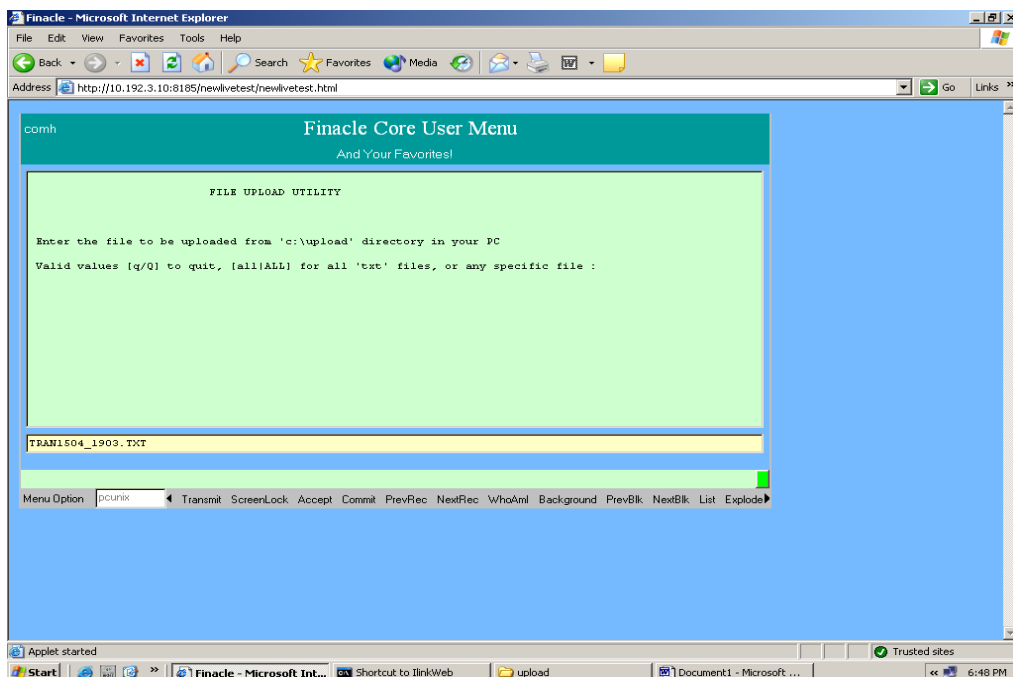 Finacle - Microsoft Internet Explorer
File Edit View Favorites Tools Help
Back Search Favorites Media
Address http://10.192.3.10:8185/newlivetest/newlivetest.html Go Links »
comh Finacle Core User Menu
And Your Favorites!
FILE UPLOAD UTILITY
Enter the file to be uploaded from 'c:\upload' directory in your PC
Valid values [q/Q] to quit, [all|ALL] for all 'txt' files, or any specific file :
TRAN1504_1903.TXT
Menu Option pcunix Transmit ScreenLock Accept Commit PrevRec NextRec WhoAmI Background PrevBlk NextBlk List Explode
Applet started Trusted sites
Start » Finacle - Microsoft Int... Shortcut to IlinkWeb upload Document1 - Microsoft ... « 6:48 PM